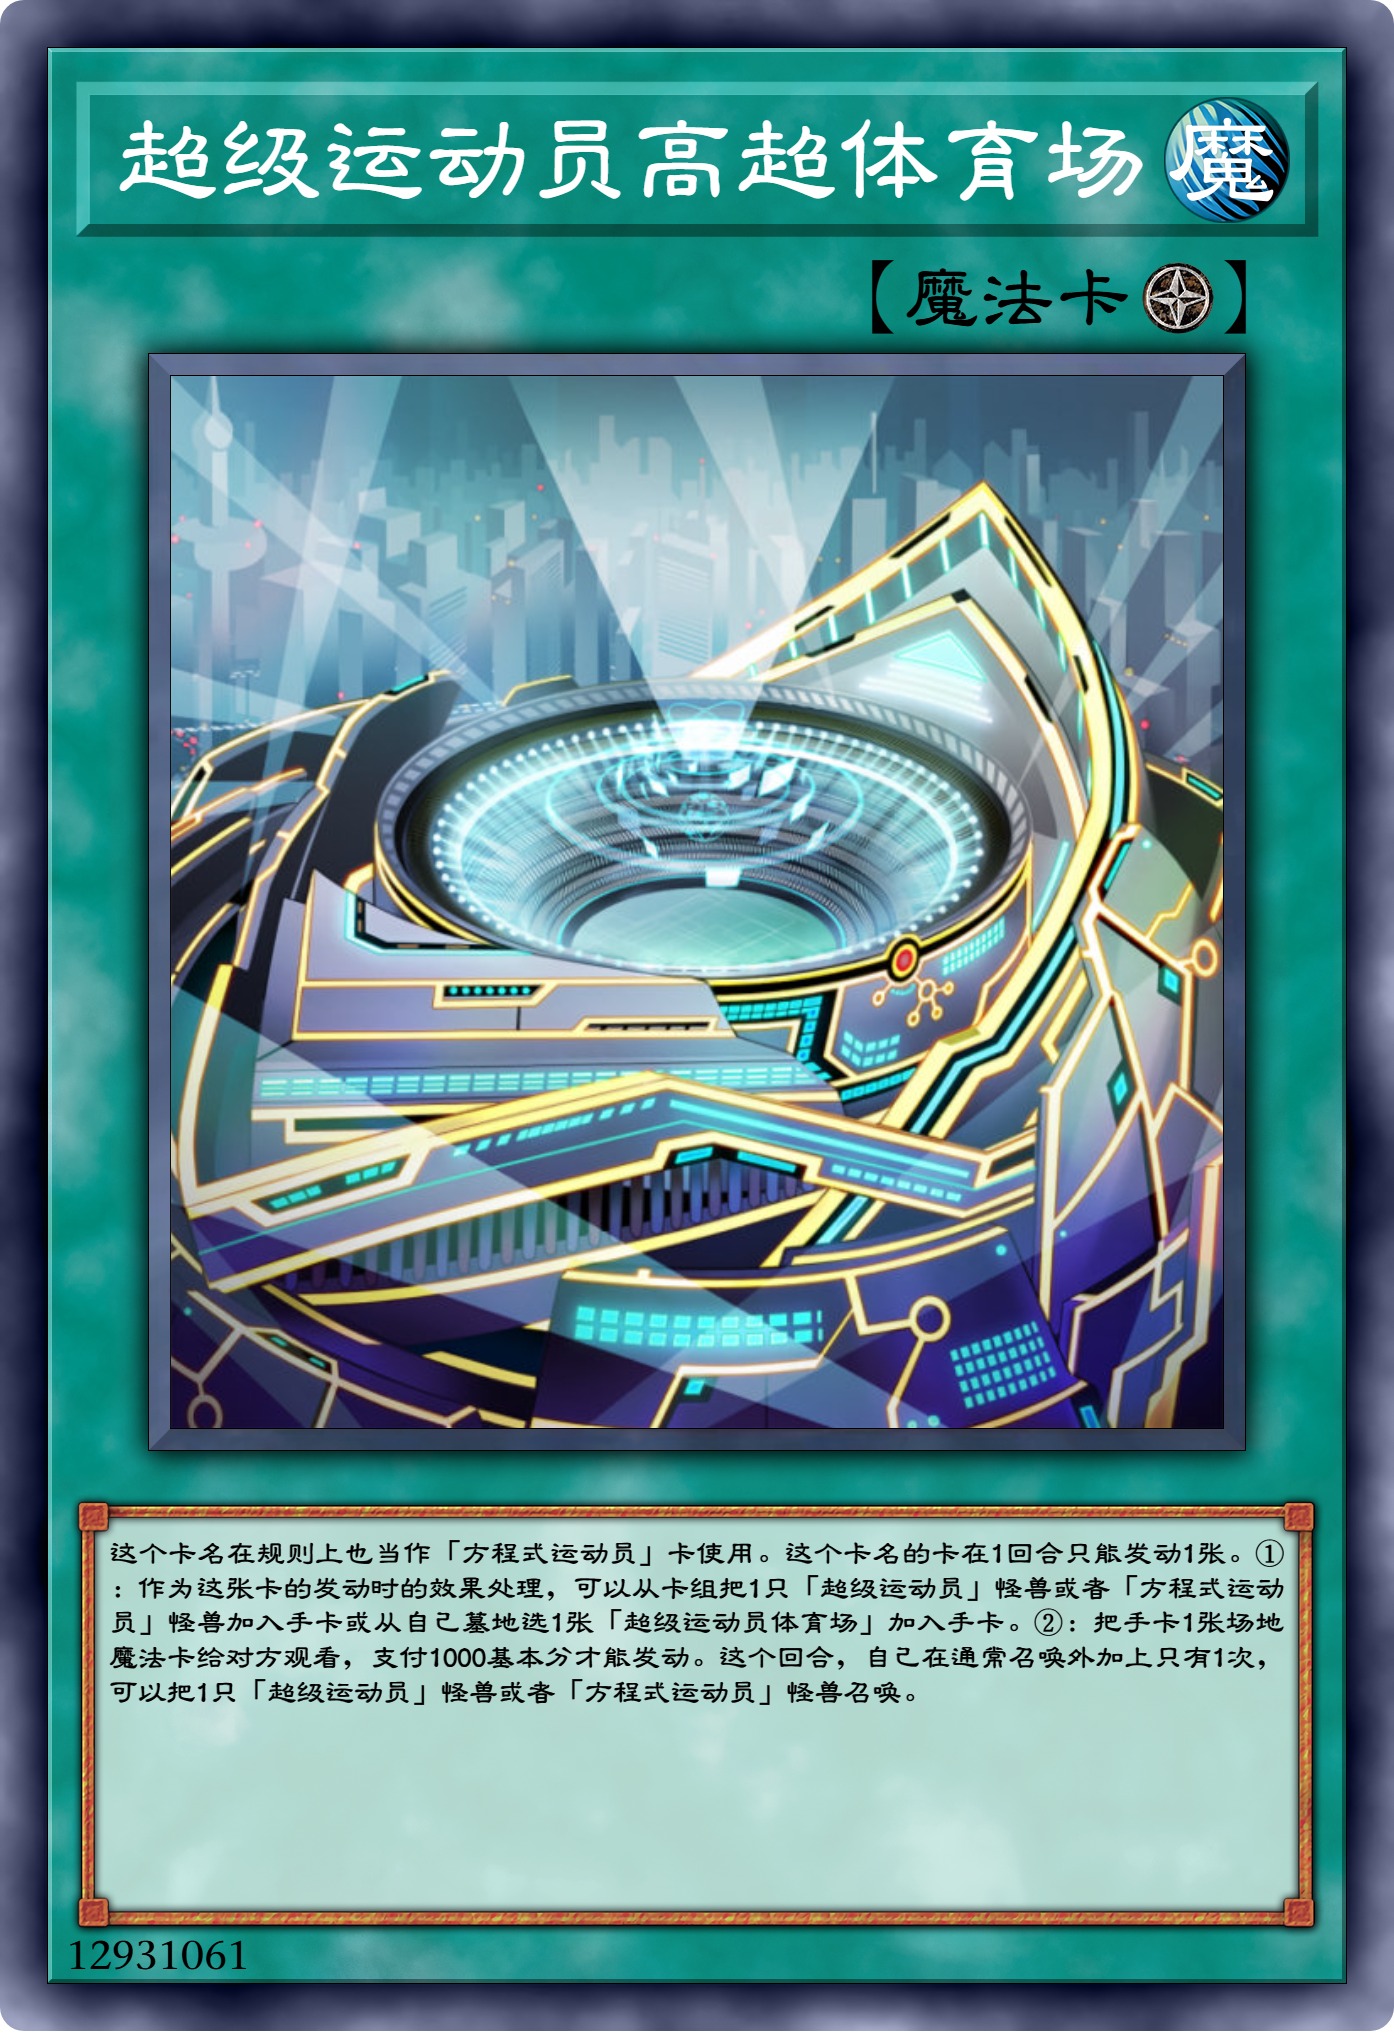 超级运动员高超体育场 魔
【魔法卡】
这个卡名在规则上也当作「方程式运动员」卡使用。这个卡名的卡在1回合只能发动1张。①
：作为这张卡的发动时的效果处理，可以从卡组把1只「超级运动员」怪兽或者「方程式运动
员」怪兽加入手卡或从自己墓地选1张「超级运动员体育场」加入手卡。②：把手卡1张场地
魔法卡给对方观看，支付1000基本分才能发动。这个回合，自己在通常召唤外加上只有1次，
可以把1只「超级运动员」怪兽或者「方程式运动员」怪兽召唤。
12931061